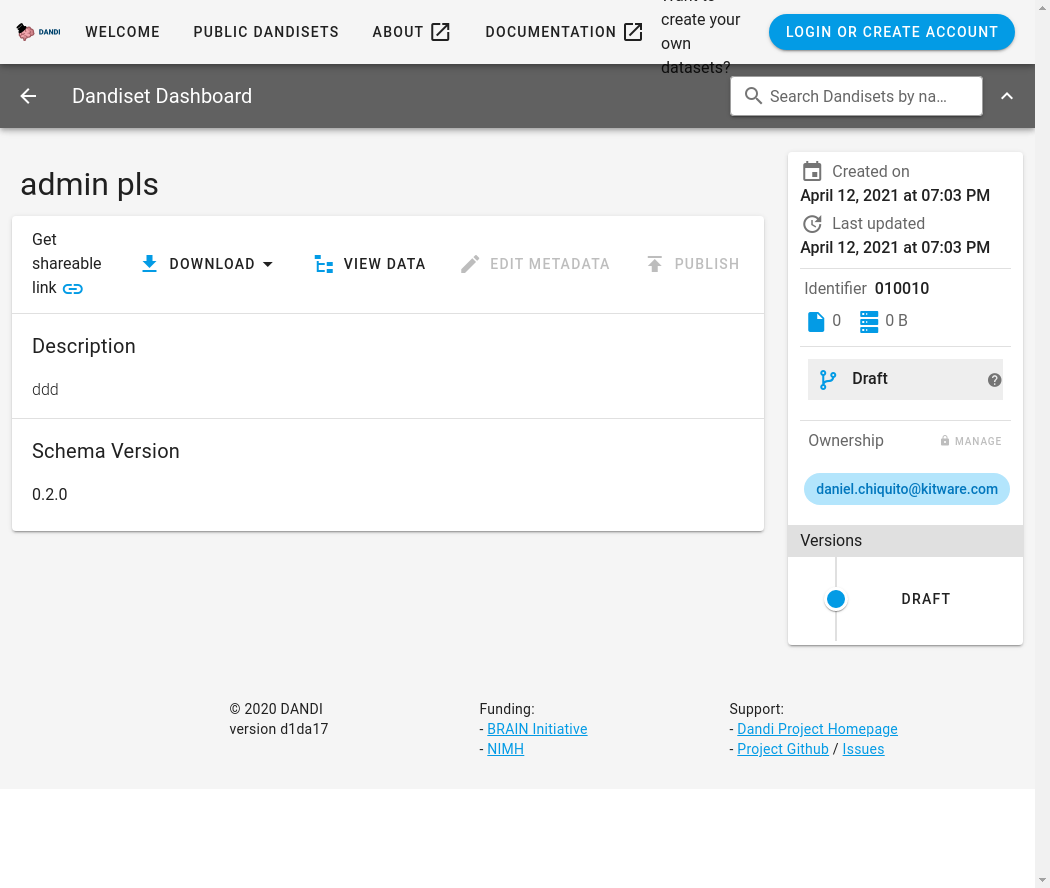 DANDI
WELCOME
PUBLIC DANDISETS
ABOUT
DOCUMENTATION
create your
own
datasets?
LOGIN OR CREATE ACCOUNT
Dandiset Dashboard
Search Dandisets by na…
admin pls
Get
shareable
link
DOWNLOAD
VIEW DATA
EDIT METADATA
PUBLISH
Description
ddd
Schema Version
0.2.0
Created on
April 12, 2021 at 07:03 PM
Last updated
April 12, 2021 at 07:03 PM
Identifier 010010
0 0 B
Draft
Ownership MANAGE
daniel.chiquito@kitware.com
Versions
DRAFT
© 2020 DANDI
version d1da17
Funding:
- BRAIN Initiative
- NIMH
Support:
- Dandi Project Homepage
- Project Github / Issues